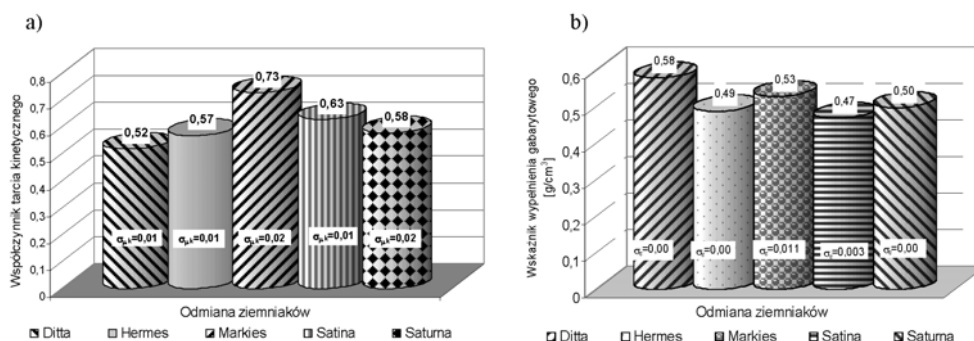 a)
Współczynnik tarcia kinetycznego
0,8
0,7
0,6
0,5
0,4
0,3
0,2
0,1
0
0,52
0,57
0,73
0,63
0,58
σμk=0,01
σμk=0,01
σμk=0,02
σμk=0,01
σμk=0,02
Odmiana ziemniaków
Ditta Hermes Markies Satina Saturna
b)
Wskaźnik wypełnienia gabarytowego
[g/cm³]
0,6
0,5
0,4
0,3
0,2
0,1
0
0,58
0,49
0,53
0,47
0,50
=0,00
=0,00
=0,011
=0,003
=0,00
Odmiana ziemniaków
Ditta Hermes Markies Satina Saturna